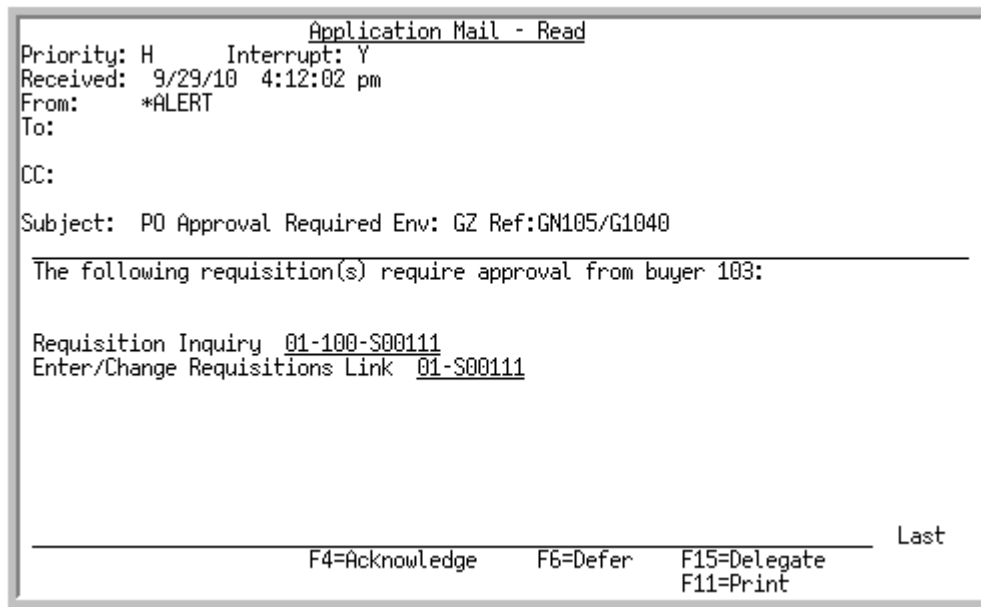 Application Mail - Read
Priority: H Interrupt: Y
Received: 9/29/10 4:12:02 pm
From: *ALERT
To:
CC:
Subject: PO Approval Required Env: GZ Ref:GN105/G1040
The following requisition(s) require approval from buyer 103:
Requisition Inquiry 01-100-S00111
Enter/Change Requisitions Link 01-S00111
Last
F4=Acknowledge F6=Defer F15=Delegate
F11=Print